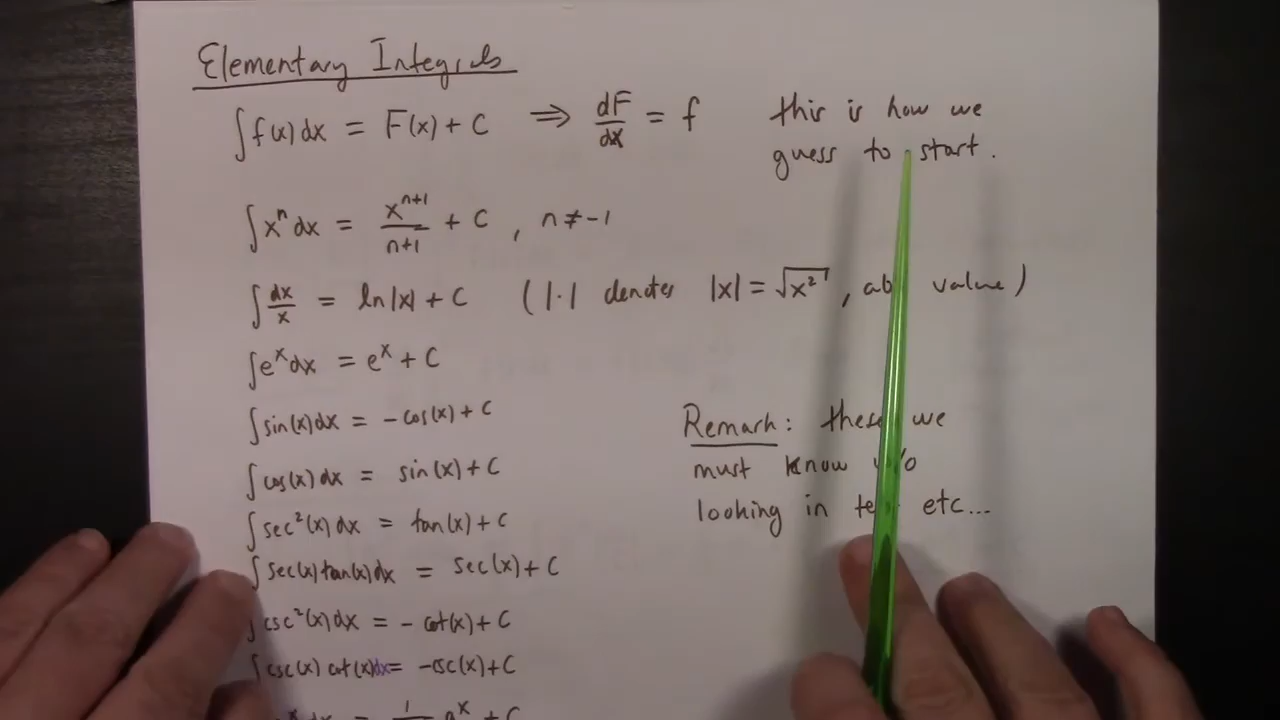 Elementary Integrals
∫f(x)dx = F(x) + C ⟹ dF/dx = f
this is how we
guess to start.
∫xⁿdx = xⁿ⁺¹/(n+1) + C , n ≠ -1
∫dx/x = ln|x| + C (|·| denotes |x| = √x² , value)
∫eˣdx = eˣ + C
∫sin(x)dx = -cos(x) + C
∫cos(x)dx = sin(x) + C
∫sec²(x)dx = tan(x) + C
∫sec(x)tan(x)dx = sec(x) + C
∫csc²(x)dx = -cot(x) + C
∫csc(x)cot(x)dx = -csc(x) + C
Remark: these we
must know
looking in etc...